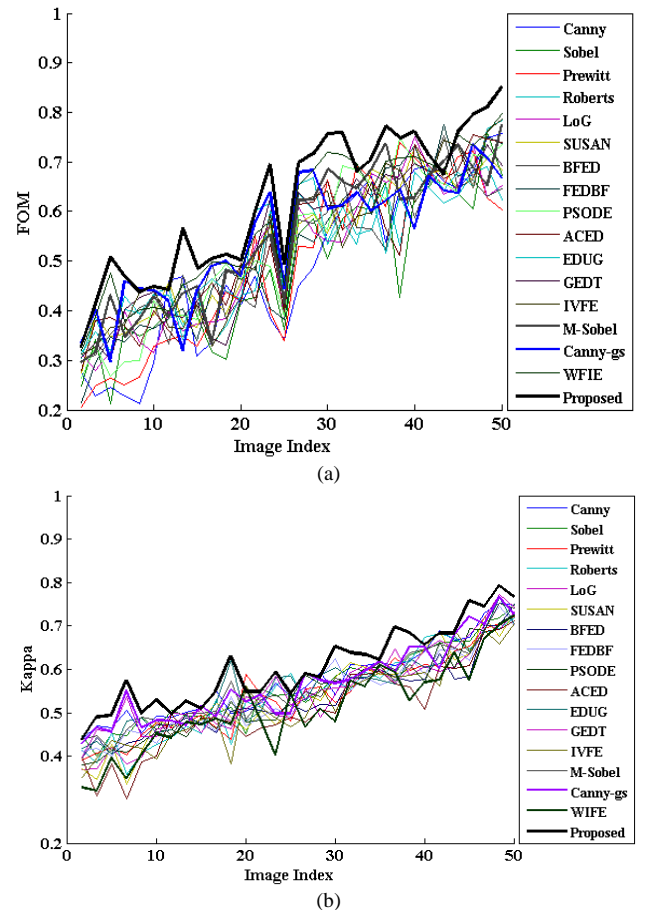 1
0.9
0.8
0.7
0.6
0.5
0.4
0.3
0.2
FOM
0
10
20
30
40
50
Image Index
Canny
Sobel
Prewitt
Roberts
LoG
SUSAN
BFED
FEDBF
PSODE
ACED
EDUG
GEDT
IVFE
M-Sobel
Canny-gs
WFIE
Proposed
(a)
1
0.9
0.8
0.7
0.6
0.5
0.4
0.2
Kappa
0
10
20
30
40
50
Image Index
Canny
Sobel
Prewitt
Roberts
LoG
SUSAN
BFED
FEDBF
PSODE
ACED
EDUG
GEDT
IVFE
M-Sobel
Canny-gs
WIFE
Proposed
(b)